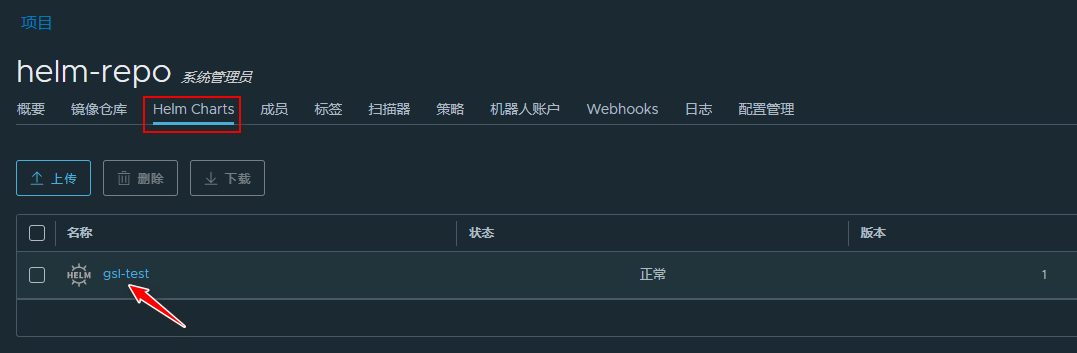 项目
helm-repo 系统管理员
概要 镜像仓库 Helm Charts 成员 标签 扫描器 策略 机器人账户 Webhooks 日志 配置管理
上传 删除 下载
名称 状态 版本
HELM gsl-test 正常 1